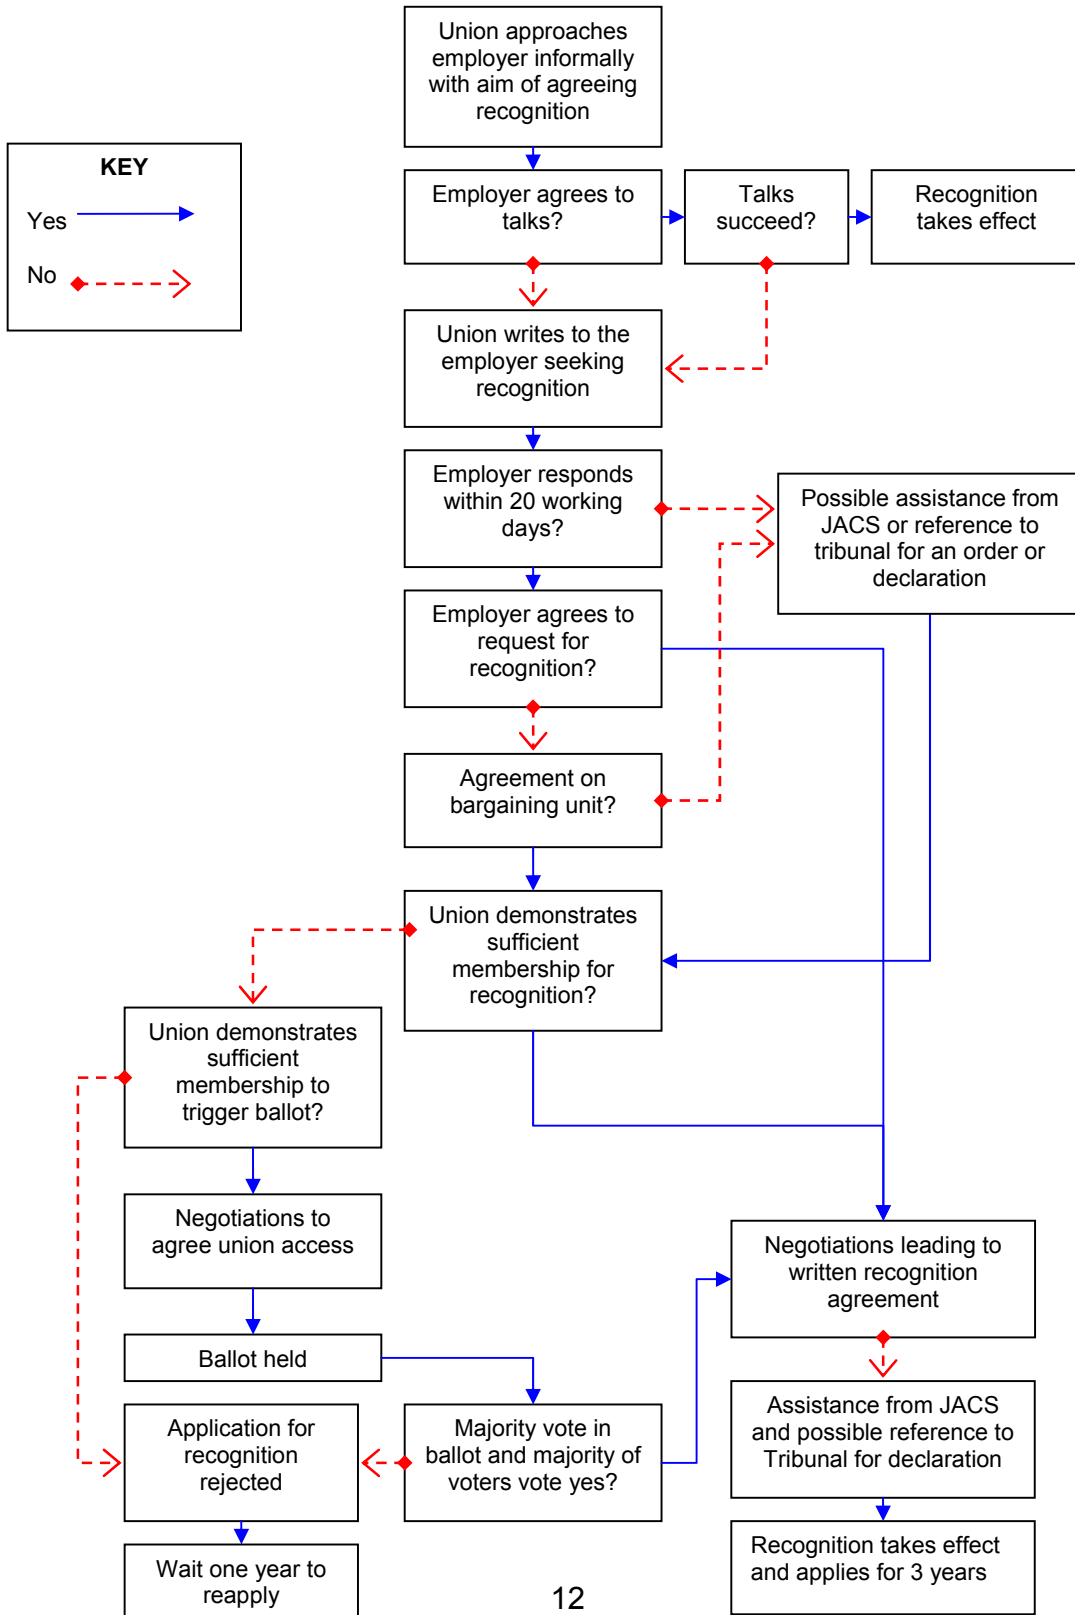 Union approaches
employer informally
with aim of agreeing
recognition
KEY
Yes
No
Employer agrees to
talks?
Talks
succeed?
Recognition
takes effect
Union writes to the
employer seeking
recognition
Employer responds
within 20 working
days?
Possible assistance from
JACS or reference to
tribunal for an order or
declaration
Employer agrees to
request for
recognition?
Agreement on
bargaining unit?
Union demonstrates
sufficient
membership for
recognition?
Union demonstrates
sufficient
membership to
trigger ballot?
Negotiations to
agree union access
Negotiations leading to
written recognition
agreement
Ballot held
Application for
recognition
rejected
Majority vote in
ballot and majority of
voters vote yes?
Assistance from JACS
and possible reference to
Tribunal for declaration
Wait one year to
reapply
Recognition takes effect
and applies for 3 years
12